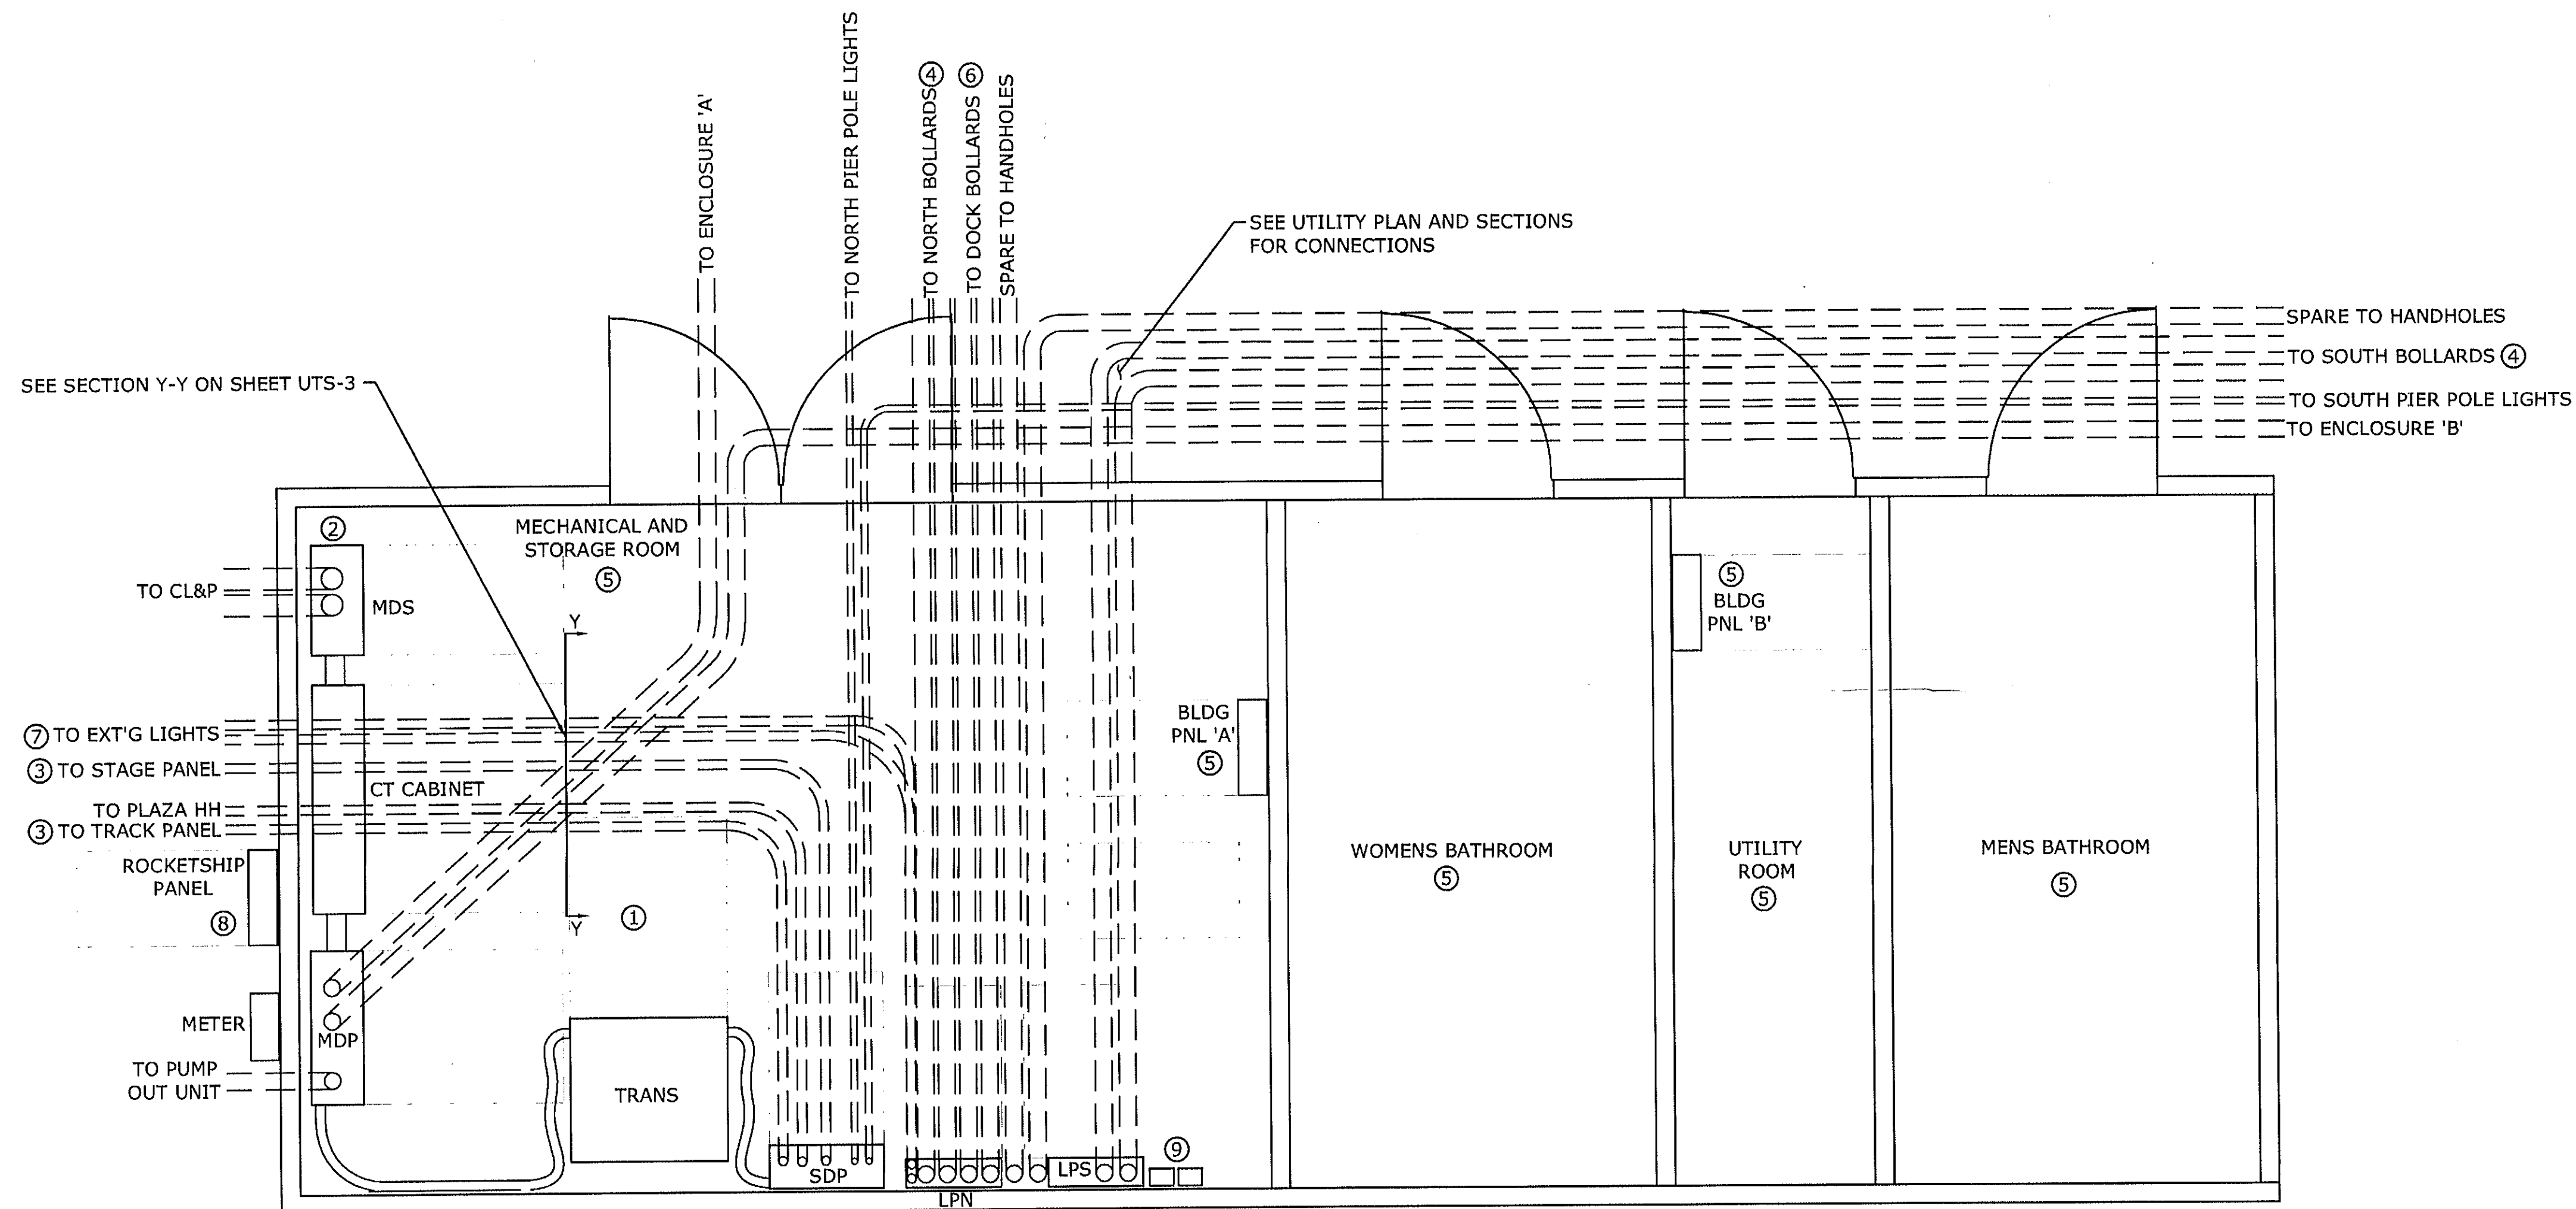 TO ENCLOSURE 'A'
TO NORTH PIER POLE LIGHTS
TO NORTH BOLLARDS ④
TO DOCK BOLLARDS ⑥
SPARE TO HANDHOLES
SEE UTILITY PLAN AND SECTIONS
FOR CONNECTIONS
SPARE TO HANDHOLES
TO SOUTH BOLLARDS ④
TO SOUTH PIER POLE LIGHTS
TO ENCLOSURE 'B'
SEE SECTION Y-Y ON SHEET UTS-3
②
MECHANICAL AND
STORAGE ROOM
⑤
TO CL&P
MDS
Y
Y
⑦ TO EXT'G LIGHTS
③ TO STAGE PANEL
CT CABINET
TO PLAZA HH
③ TO TRACK PANEL
ROCKETSHIP
PANEL
⑧
①
METER
MDP
TO PUMP
OUT UNIT
TRANS
SDP
LPN
LPS
⑨
BLDG
PNL 'A'
⑤
WOMENS BATHROOM
⑤
⑤
BLDG
PNL 'B'
UTILITY
ROOM
⑤
MENS BATHROOM
⑤